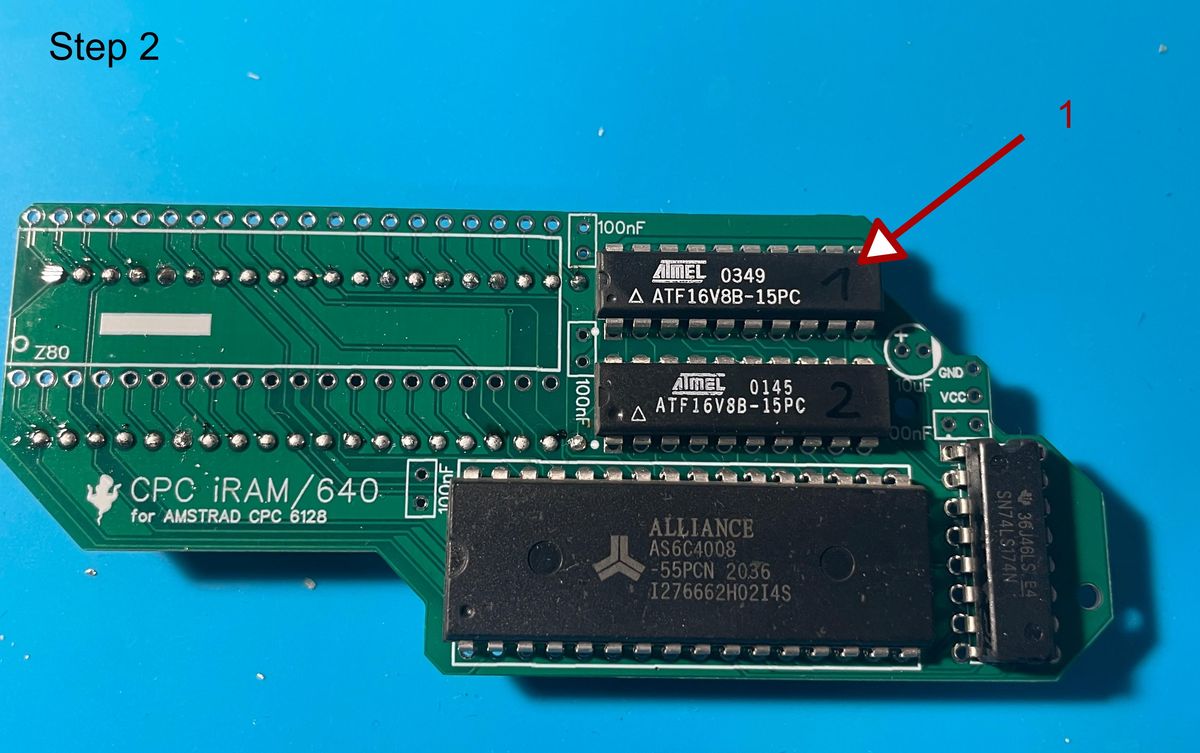 Step 2
1
100nF
ATMEL 0349
ATF16V8B-15PC
1
Z80
+
GND
10uF
VCC
ATMEL 0145
ATF16V8B-15PC
2
100nF
00nF
100nF
CPC iRAM/640
for AMSTRAD CPC 6128
ALLIANCE
AS6C4008
-55PCN 2036
I276662H02I4S
36J46LS E4
SN74LS174N